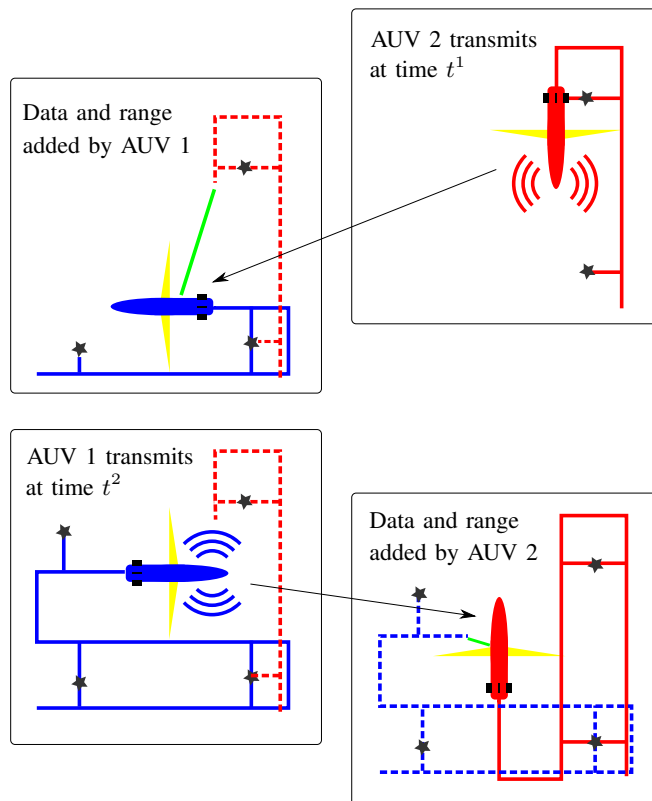 AUV 2 transmits
at time t¹
Data and range
added by AUV 1
AUV 1 transmits
at time t²
Data and range
added by AUV 2